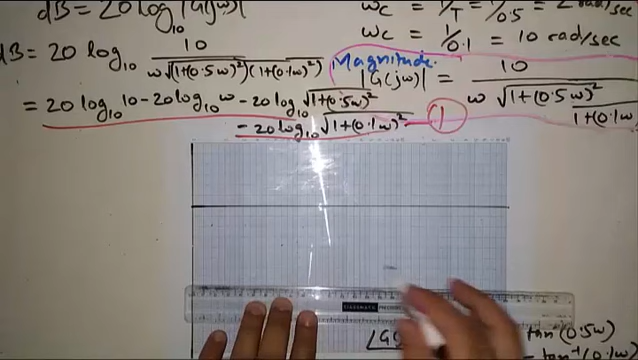 dB = 20 log10 |G(jω)|
ωc = 1/T = 1/0.5 = 2 rad/sec
ωc = 1/0.1 = 10 rad/sec
dB = 20 log10 10 / ω√(1+(0.5ω)²)(1+(0.1ω)²)
Magnitude
|G(jω)| = 10 / ω√1+(0.5ω)²
1+(0.1ω
= 20 log10 10 - 20 log10 ω - 20 log10 √1+(0.5ω)²
- 20 log10 √1+(0.1ω)² 1
tan (0.5ω)
tan⁻¹(0.1ω)